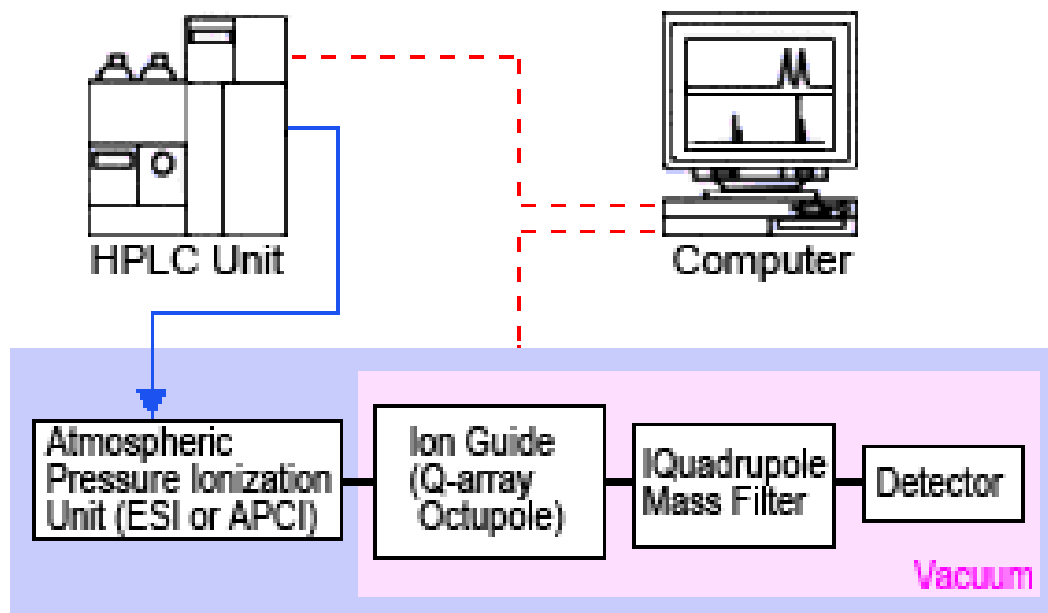 HPLC Unit
Computer
Atmospheric
Pressure Ionization
Unit (ESI or APCI)
Ion Guide
(Q-array
Octupole)
IQuadrupole
Mass Filter
Detector
Vacuum